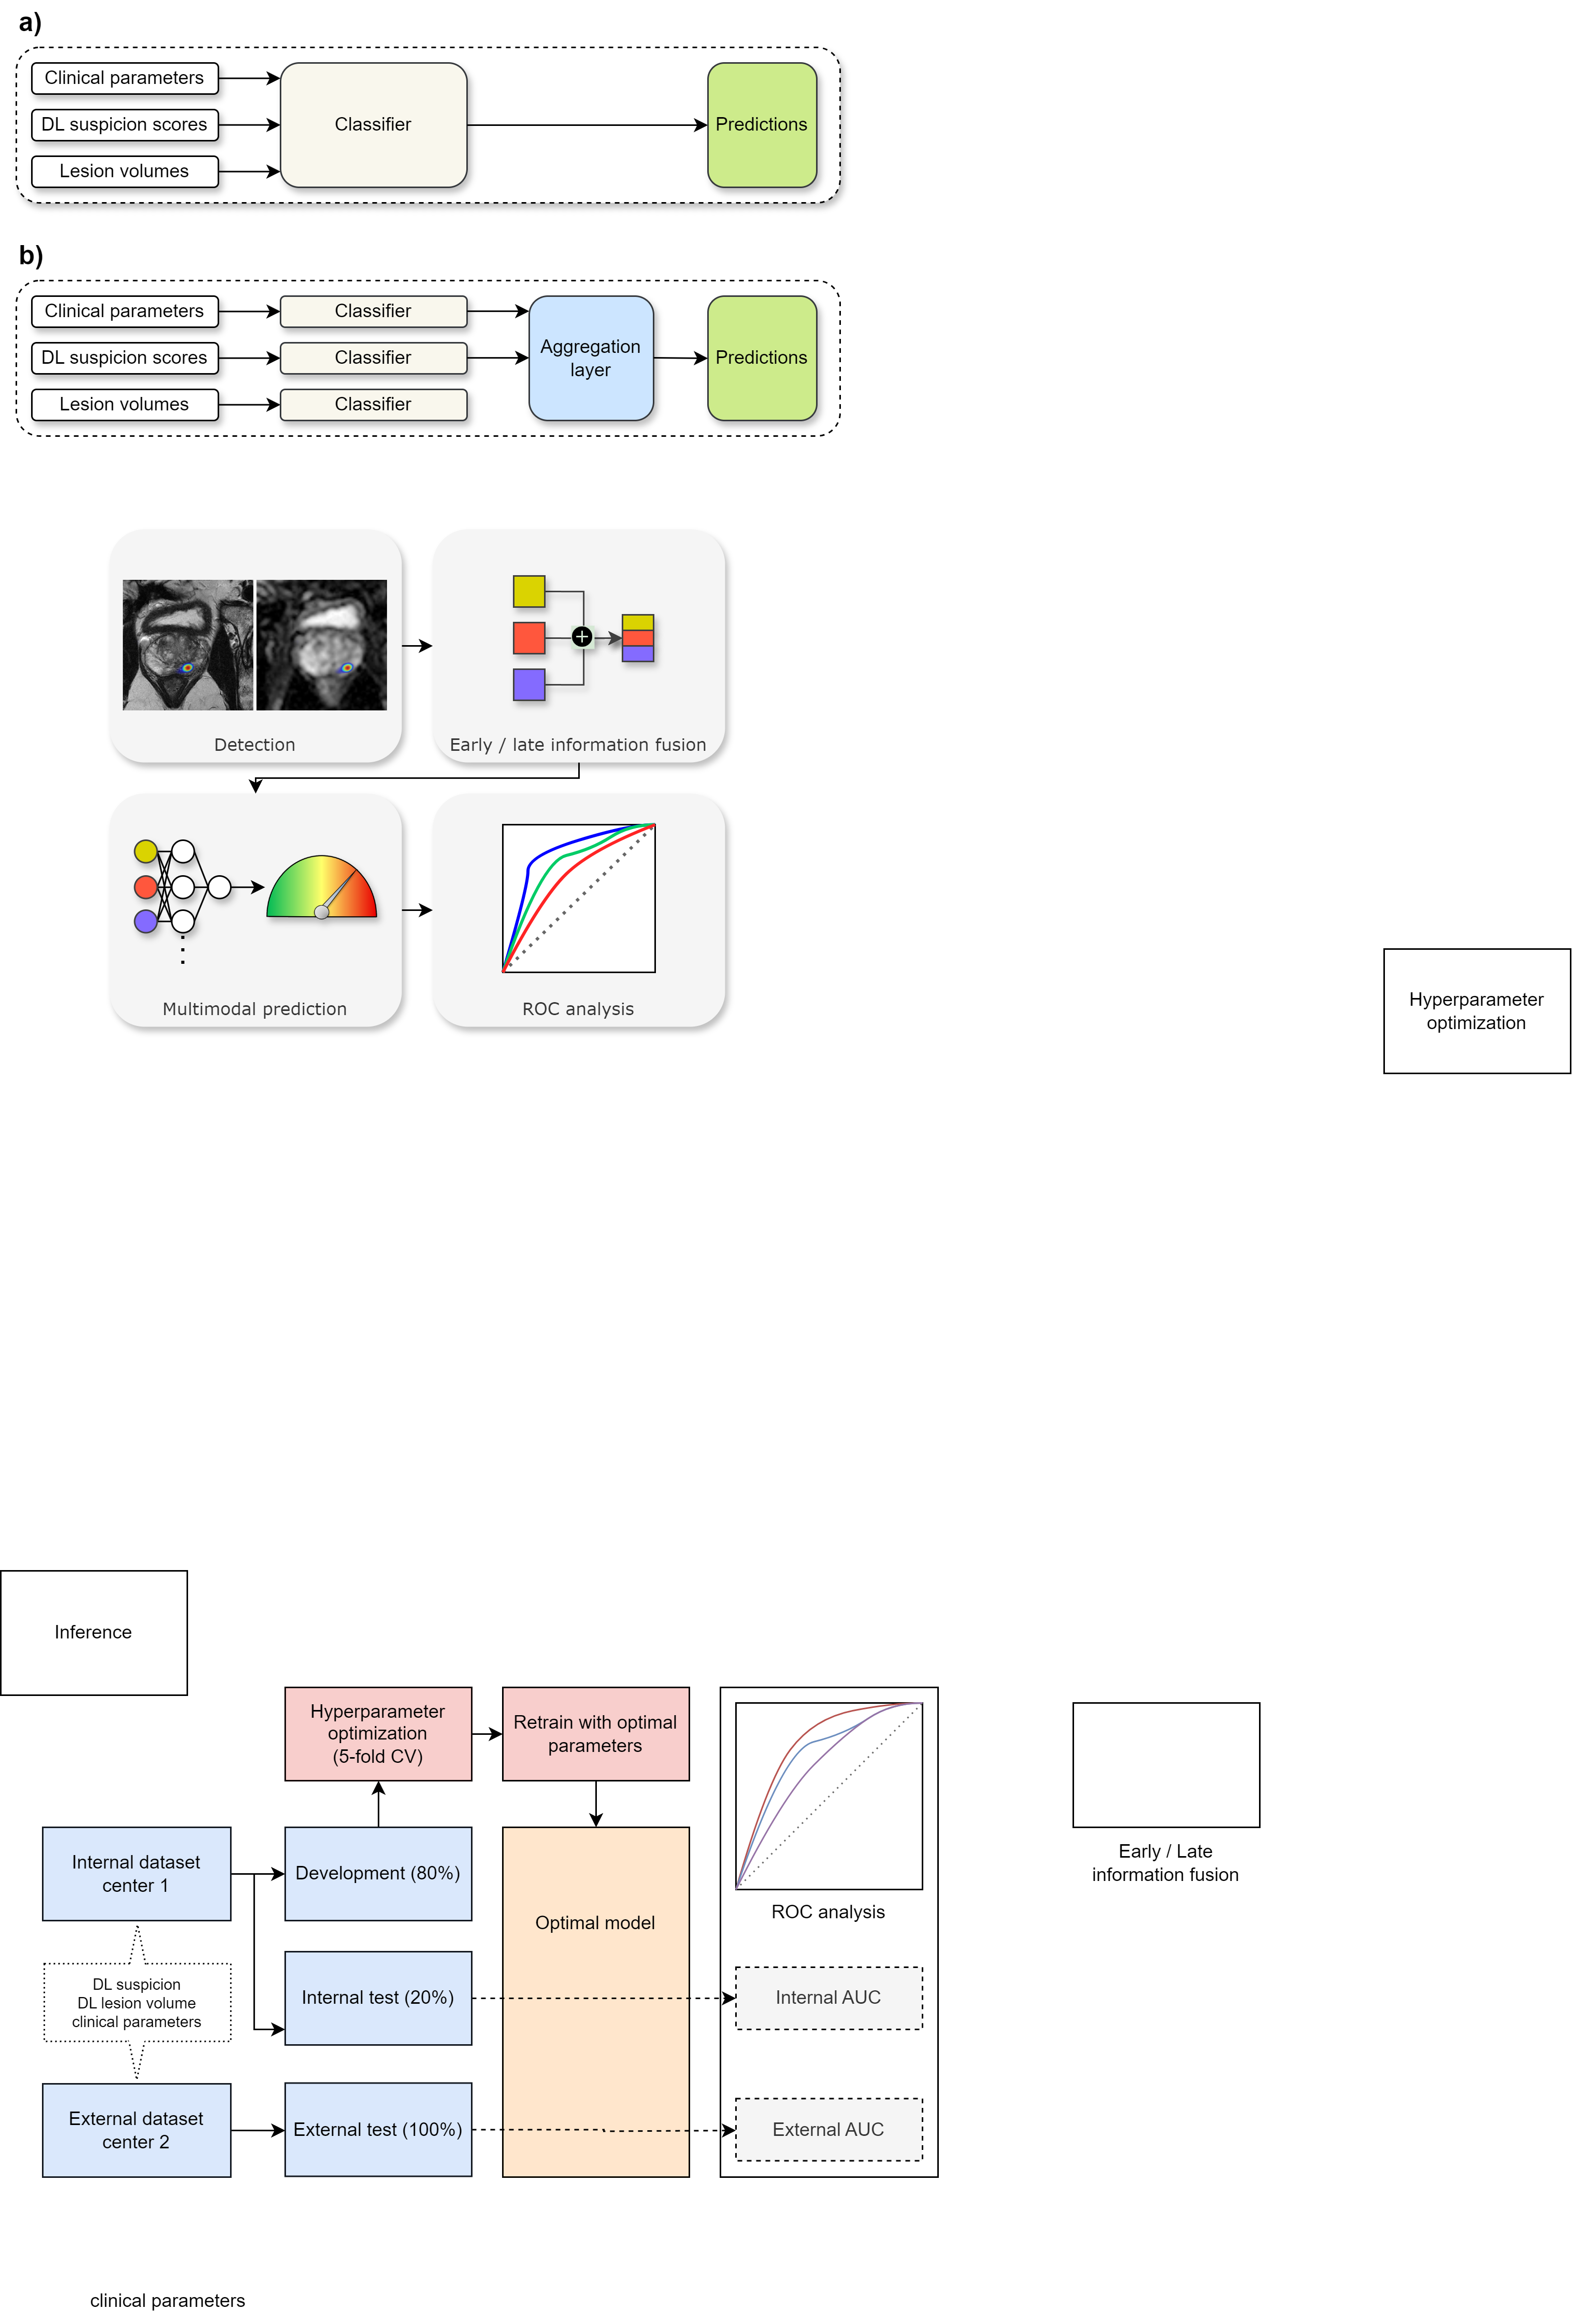 a)
Clinical parameters
DL suspicion scores
Lesion volumes
Classifier
Predictions
b)
Clinical parameters
Classifier
DL suspicion scores
Classifier
Lesion volumes
Classifier
Aggregation
layer
Predictions
Detection
Early / late information fusion
Multimodal prediction
ROC analysis
Hyperparameter
optimization
Inference
Hyperparameter
optimization
(5-fold CV)
Retrain with optimal
parameters
Internal dataset
center 1
Development (80%)
Optimal model
ROC analysis
Early / Late
information fusion
DL suspicion
DL lesion volume
clinical parameters
Internal test (20%)
Internal AUC
External dataset
center 2
External test (100%)
External AUC
clinical parameters